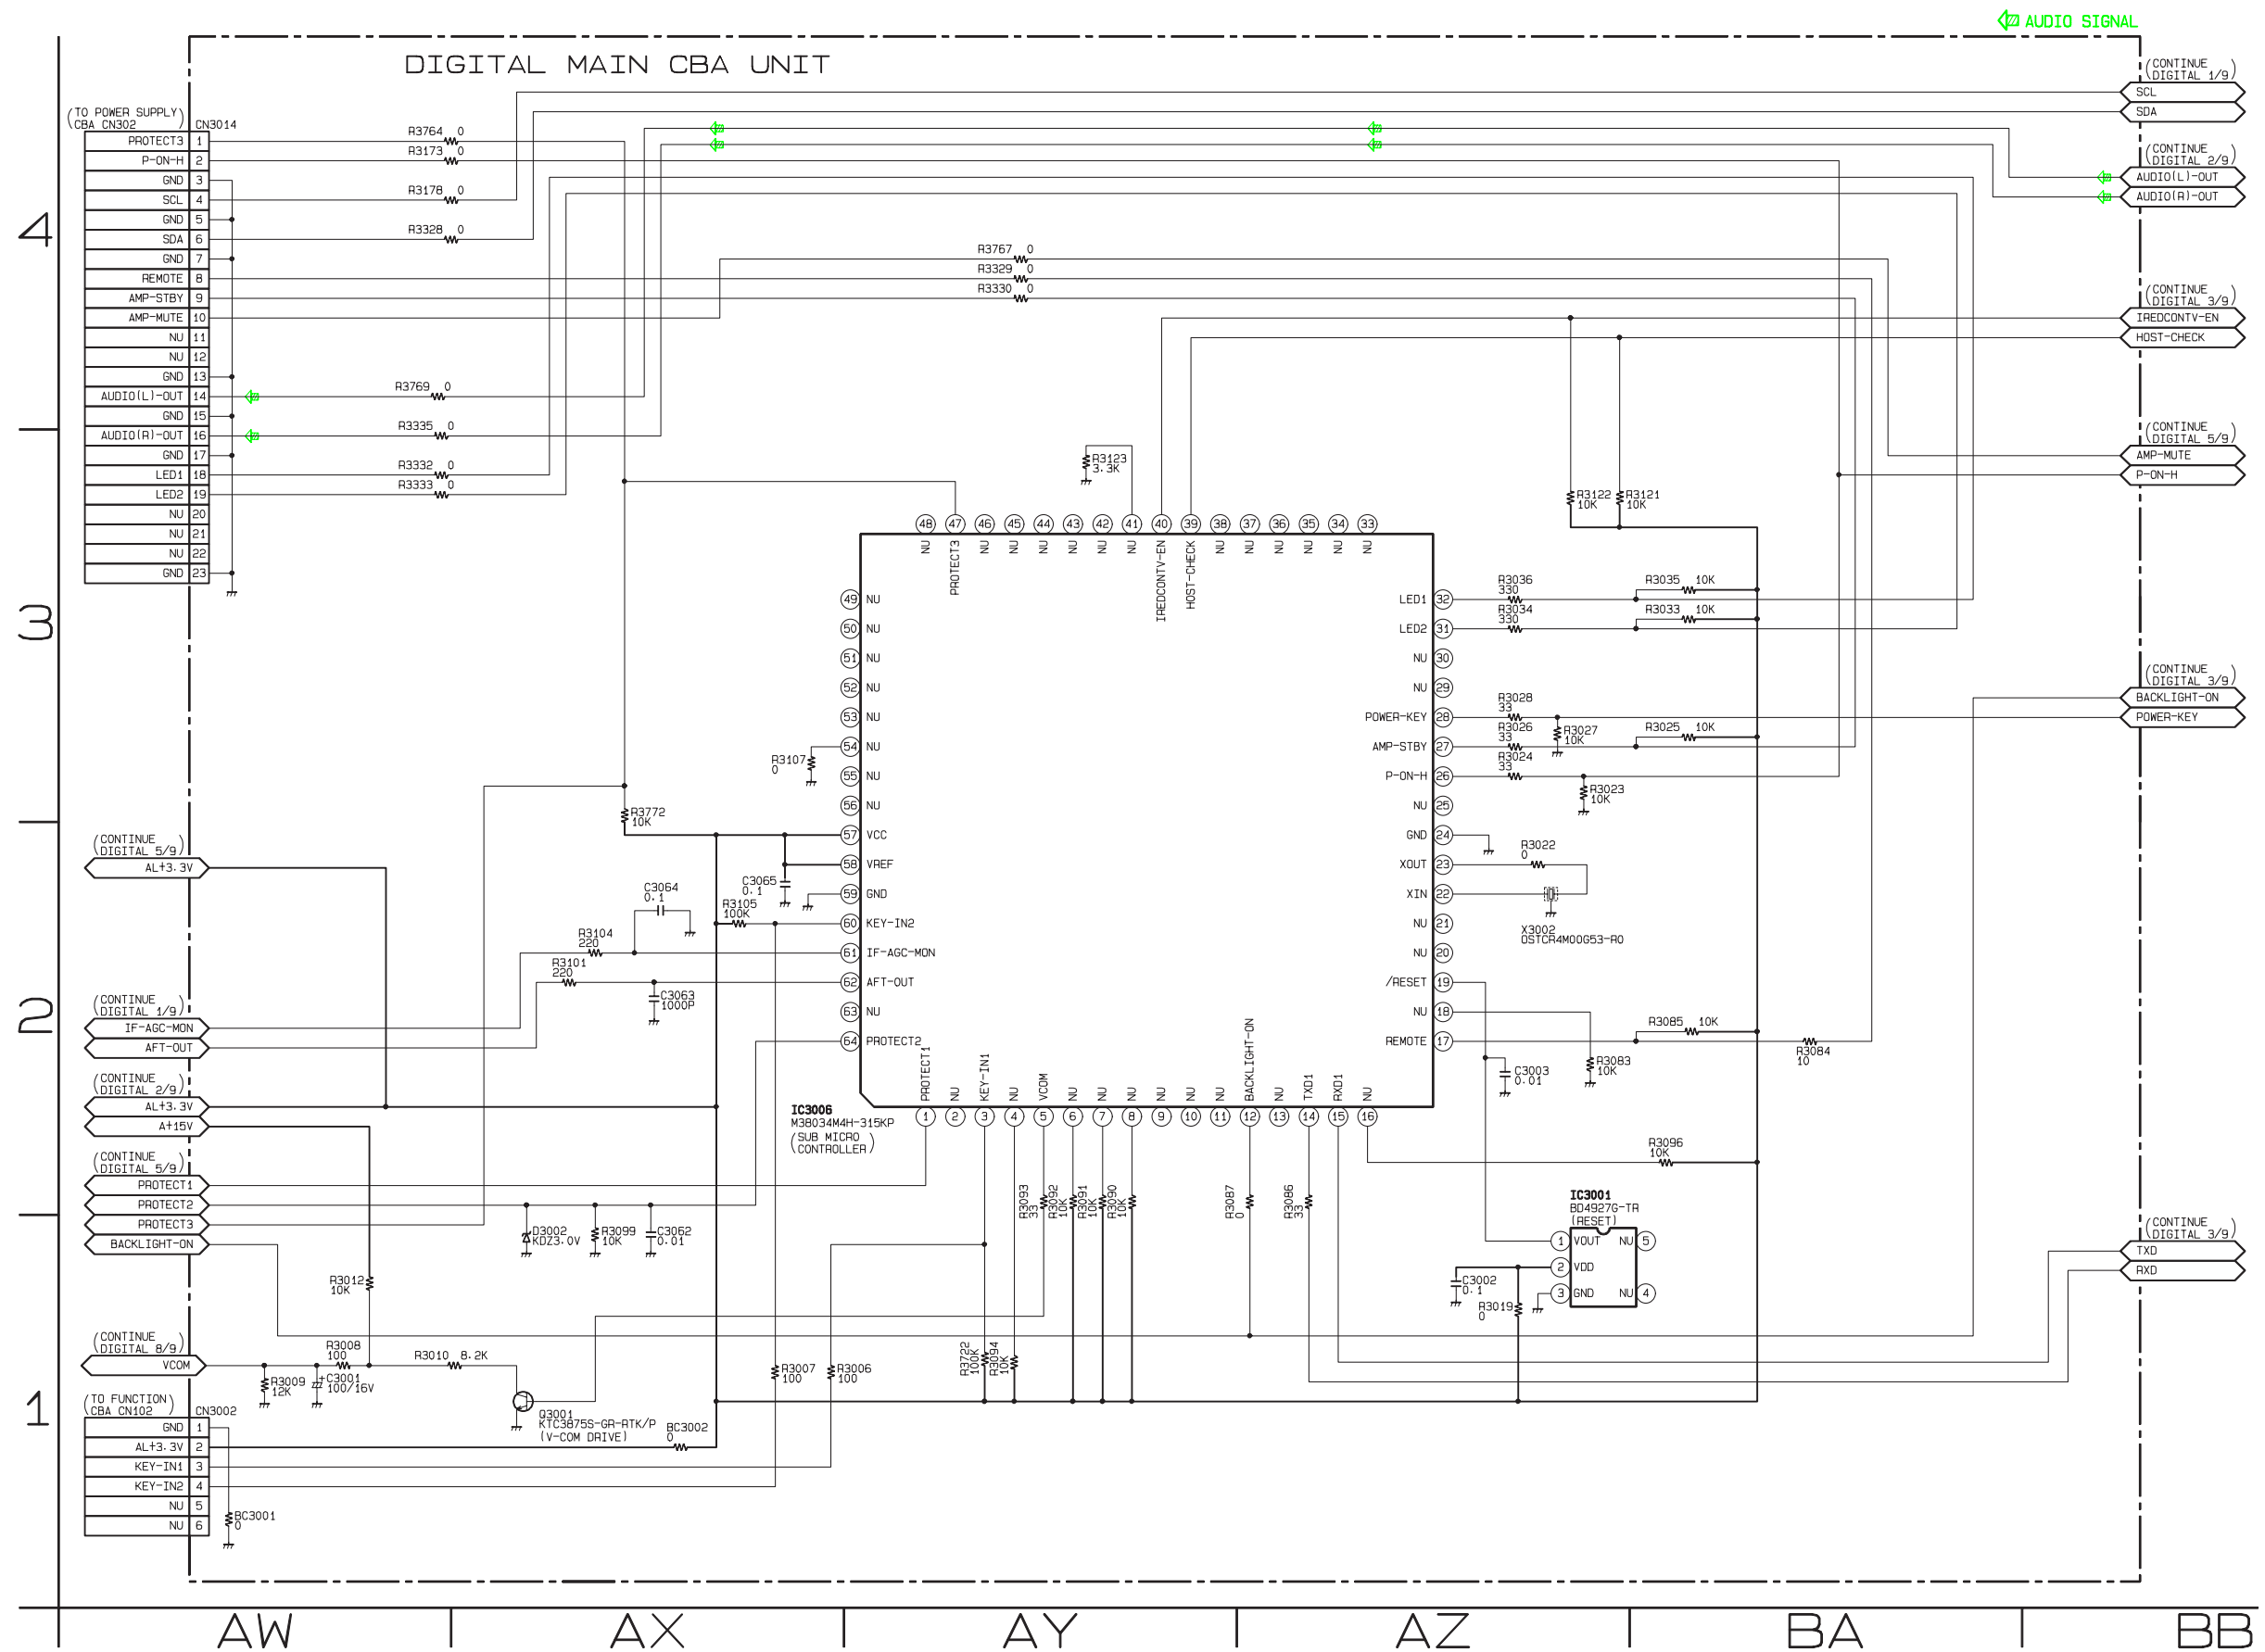 AUDIO SIGNAL
DIGITAL MAIN CBA UNIT
(CONTINUE
DIGITAL 1/9)
SCL
SDA
(TO POWER SUPPLY)
(CBA CN302 )
CN3014
PROTECT3 1
P-ON-H 2
GND 3
SCL 4
GND 5
SDA 6
GND 7
REMOTE 8
AMP-STBY 9
AMP-MUTE 10
NU 11
NU 12
GND 13
AUDIO(L)-OUT 14
GND 15
AUDIO(R)-OUT 16
GND 17
LED1 18
LED2 19
NU 20
NU 21
NU 22
GND 23
R3764 0
R3173 0
R3178 0
R3328 0
R3769 0
R3335 0
R3332 0
R3333 0
R3767 0
R3329 0
R3330 0
(CONTINUE
DIGITAL 2/9)
AUDIO(L)-OUT
AUDIO(R)-OUT
(CONTINUE
DIGITAL 3/9)
IREDCONTV-EN
HOST-CHECK
(CONTINUE
DIGITAL 5/9)
AMP-MUTE
P-ON-H
4
3
2
1
R3123
3.3K
R3122
10K
R3121
10K
48 47 46 45 44 43 42 41 40 39 38 37 36 35 34 33
NU PROTECT3 NU NU NU NU NU NU IREDCONTV-EN HOST-CHECK NU NU NU NU NU NU
49 NU
50 NU
51 NU
52 NU
53 NU
54 NU
55 NU
56 NU
57 VCC
58 VREF
59 GND
60 KEY-IN2
61 IF-AGC-MON
62 AFT-OUT
63 NU
64 PROTECT2
LED1 32
LED2 31
NU 30
NU 29
POWER-KEY 28
AMP-STBY 27
P-ON-H 26
NU 25
GND 24
XOUT 23
XIN 22
NU 21
NU 20
/RESET 19
NU 18
REMOTE 17
PROTECT1 NU KEY-IN1 NU VCOM NU NU NU NU NU NU BACKLIGHT-ON NU TXD1 RXD1 NU
1 2 3 4 5 6 7 8 9 10 11 12 13 14 15 16
IC3006
M38034M4H-315KP
(SUB MICRO )
(CONTROLLER)
R3036
330
R3035 10K
R3034
330
R3033 10K
R3028
33
R3026
33
R3027
10K
R3025 10K
R3024
33
R3023
10K
(CONTINUE
DIGITAL 3/9)
BACKLIGHT-ON
POWER-KEY
R3107
0
R3772
10K
C3065
0.1
C3064
0.1
R3105
100K
R3104
220
R3101
220
C3063
1000P
R3022
0
X3002
OSTCR4M00G53-R0
R3085 10K
R3084
10
R3083
10K
C3003
0.01
R3096
10K
(CONTINUE
DIGITAL 5/9)
AL+3.3V
(CONTINUE
DIGITAL 1/9)
IF-AGC-MON
AFT-OUT
(CONTINUE
DIGITAL 2/9)
AL+3.3V
A+15V
(CONTINUE
DIGITAL 5/9)
PROTECT1
PROTECT2
PROTECT3
BACKLIGHT-ON
D3002
KDZ3.0V
R3099
10K
C3062
0.01
R3012
10K
R3093
33
R3092
10K
R3091
10K
R3090
10K
R3087
0
R3086
33
IC3001
BD4927G-TR
(RESET)
1 VOUT NU 5
2 VDD
3 GND NU 4
C3002
0.1
R3019
0
(CONTINUE
DIGITAL 3/9)
TXD
RXD
(CONTINUE
DIGITAL 8/9)
VCOM
R3008
100
R3010 8.2K
R3009
12K
+C3001
100/16V
R3007
100
R3006
100
R3722
100K
R3094
10K
Q3001
KTC3875S-GR-RTK/P
(V-COM DRIVE)
BC3002
0
(TO FUNCTION )
(CBA CN102 )
CN3002
GND 1
AL+3.3V 2
KEY-IN1 3
KEY-IN2 4
NU 5
NU 6
BC3001
0
AW AX AY AZ BA BB